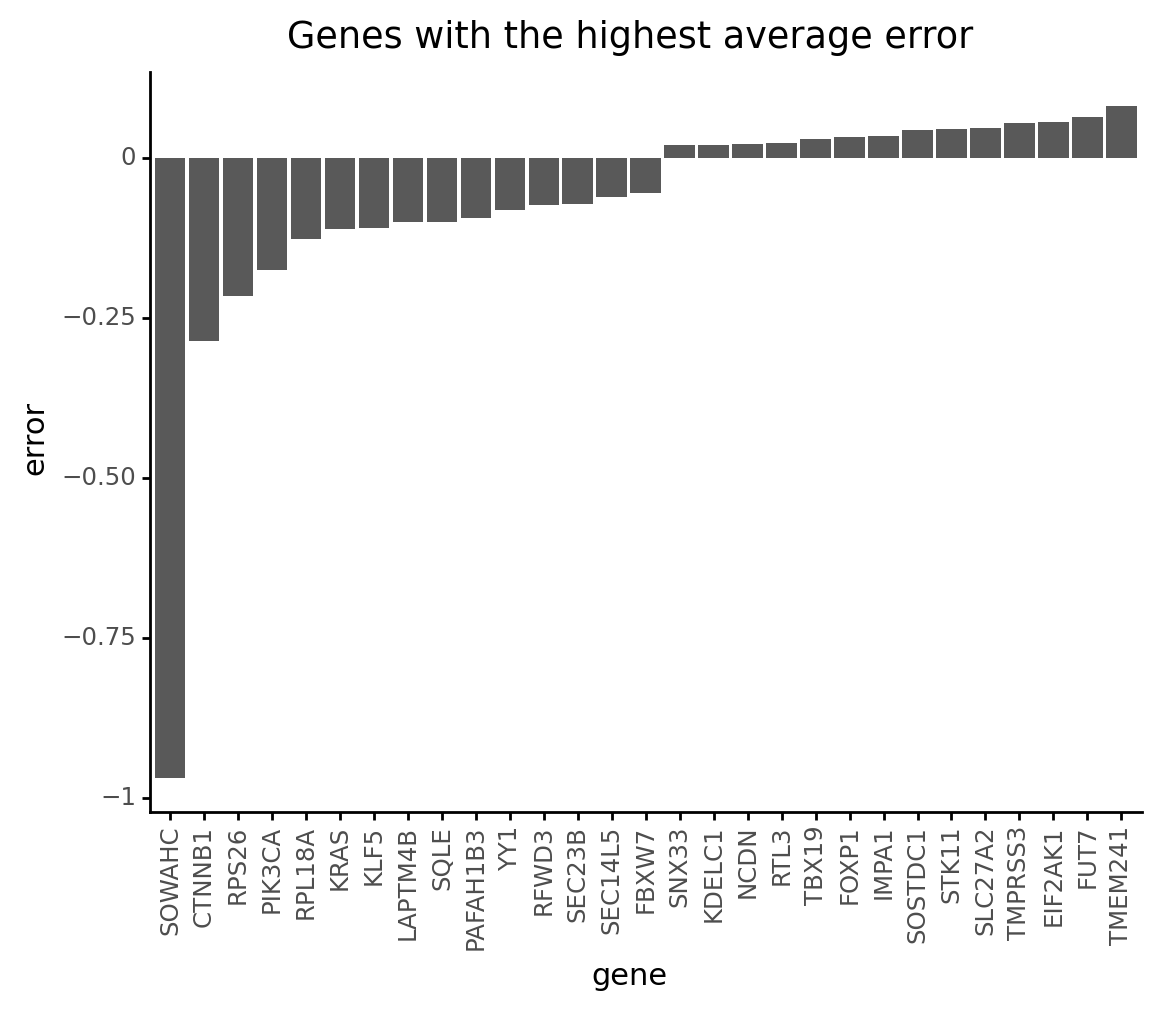 Genes with the highest average error
0
−0.25
−0.50
−0.75
−1
error
SOWAHC
CTNNB1
RPS26
PIK3CA
RPL18A
KRAS
KLF5
LAPTM4B
SQLE
PAFAH1B3
YY1
RFWD3
SEC23B
SEC14L5
FBXW7
SNX33
KDELC1
NCDN
RTL3
TBX19
FOXP1
IMPA1
SOSTDC1
STK11
SLC27A2
TMPRSS3
EIF2AK1
FUT7
TMEM241
gene